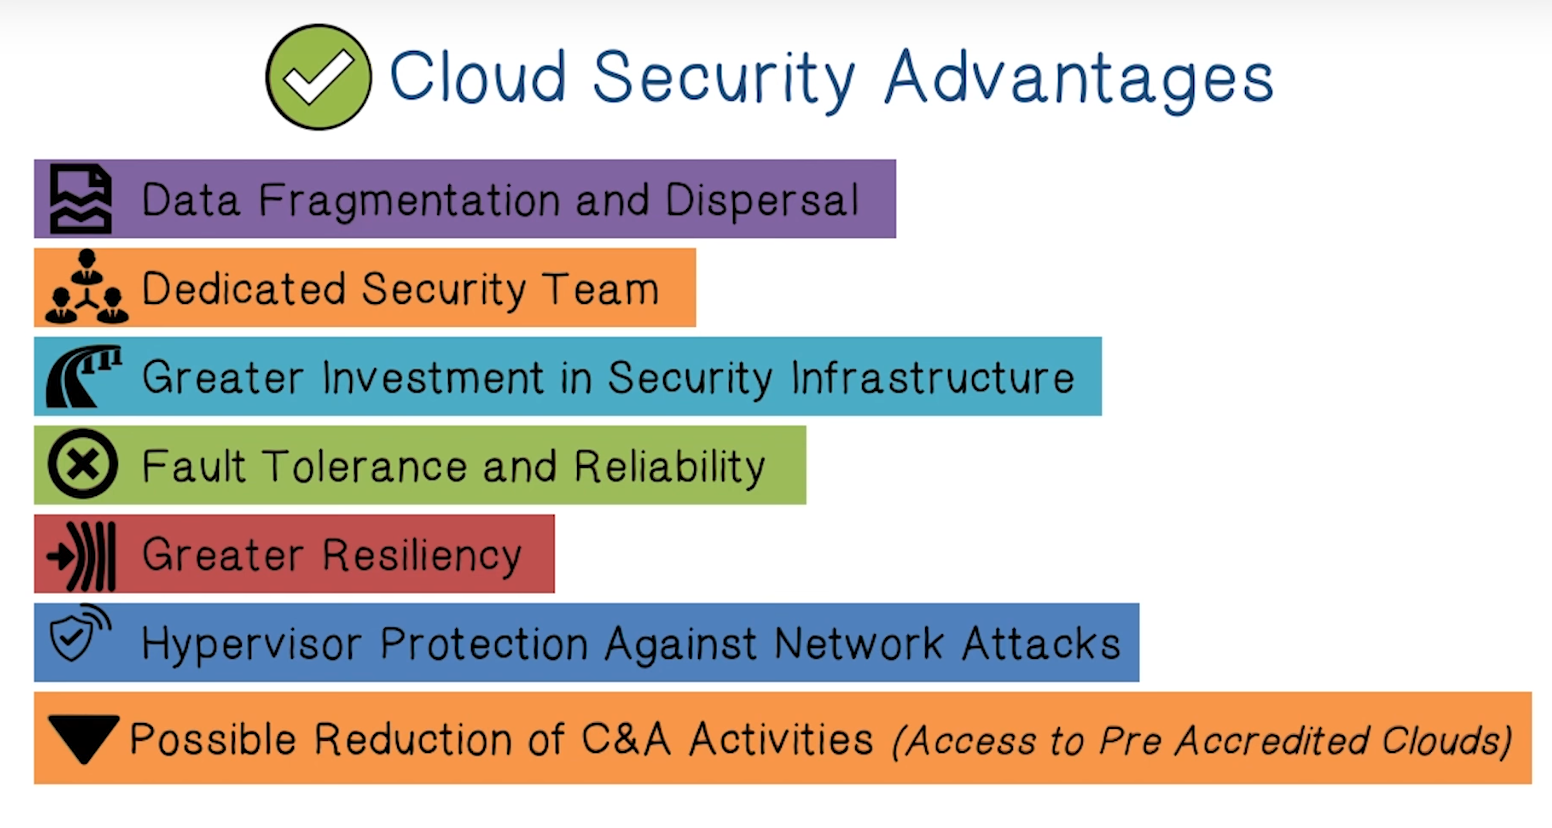 Cloud Security Advantages
Data Fragmentation and Dispersal
Dedicated Security Team
Greater Investment in Security Infrastructure
Fault Tolerance and Reliability
Greater Resiliency
Hypervisor Protection Against Network Attacks
Possible Reduction of C&A Activities (Access to Pre Accredited Clouds)